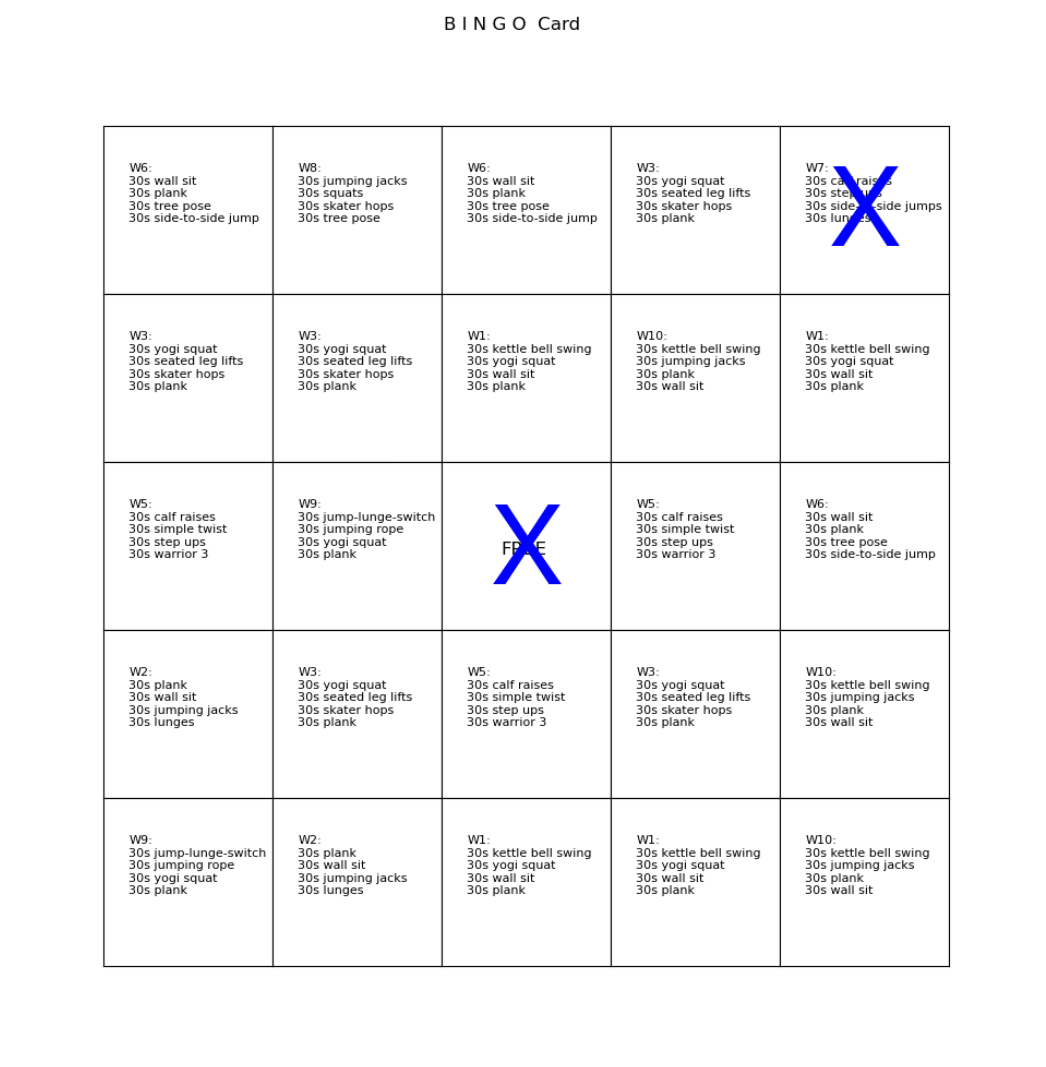 B I N G O  Card
W6:
30s wall sit
30s plank
30s tree pose
30s side-to-side jump
W8:
30s jumping jacks
30s squats
30s skater hops
30s tree pose
W6:
30s wall sit
30s plank
30s tree pose
30s side-to-side jump
W3:
30s yogi squat
30s seated leg lifts
30s skater hops
30s plank
W7:
30s calf raises
30s step ups
30s side-to-side jumps
30s lunges
X
W3:
30s yogi squat
30s seated leg lifts
30s skater hops
30s plank
W3:
30s yogi squat
30s seated leg lifts
30s skater hops
30s plank
W1:
30s kettle bell swing
30s yogi squat
30s wall sit
30s plank
W10:
30s kettle bell swing
30s jumping jacks
30s plank
30s wall sit
W1:
30s kettle bell swing
30s yogi squat
30s wall sit
30s plank
W5:
30s calf raises
30s simple twist
30s step ups
30s warrior 3
W9:
30s jump-lunge-switch
30s jumping rope
30s yogi squat
30s plank
FREE
X
W5:
30s calf raises
30s simple twist
30s step ups
30s warrior 3
W6:
30s wall sit
30s plank
30s tree pose
30s side-to-side jump
W2:
30s plank
30s wall sit
30s jumping jacks
30s lunges
W3:
30s yogi squat
30s seated leg lifts
30s skater hops
30s plank
W5:
30s calf raises
30s simple twist
30s step ups
30s warrior 3
W3:
30s yogi squat
30s seated leg lifts
30s skater hops
30s plank
W10:
30s kettle bell swing
30s jumping jacks
30s plank
30s wall sit
W9:
30s jump-lunge-switch
30s jumping rope
30s yogi squat
30s plank
W2:
30s plank
30s wall sit
30s jumping jacks
30s lunges
W1:
30s kettle bell swing
30s yogi squat
30s wall sit
30s plank
W1:
30s kettle bell swing
30s yogi squat
30s wall sit
30s plank
W10:
30s kettle bell swing
30s jumping jacks
30s plank
30s wall sit